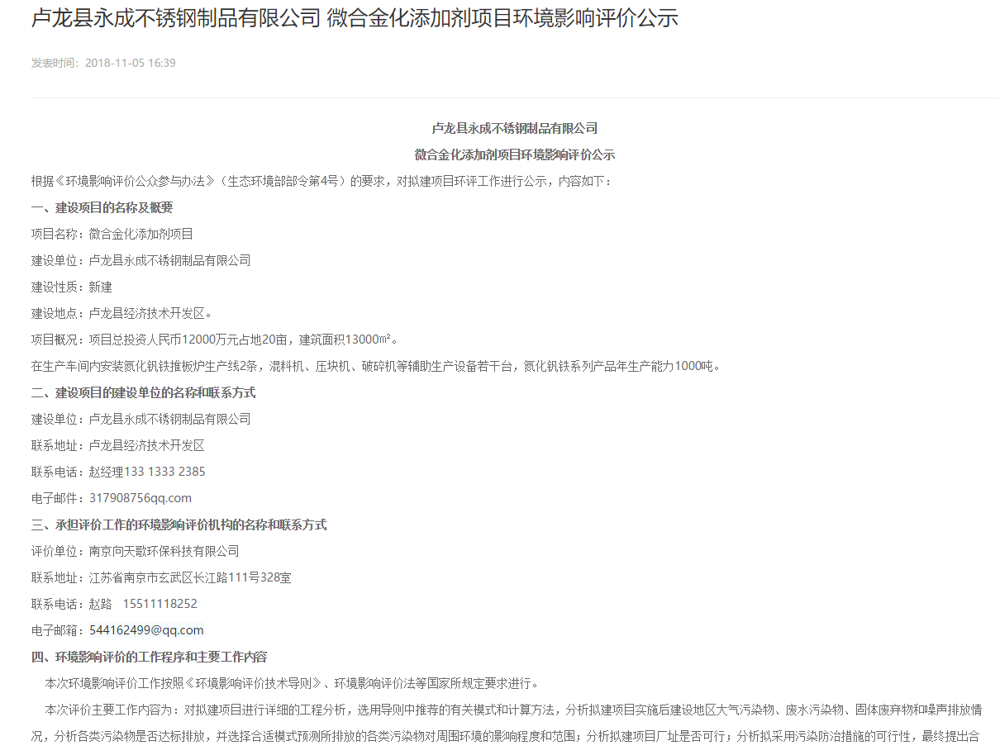 卢龙县永成不锈钢制品有限公司 微合金化添加剂项目环境影响评价公示
发表时间：2018-11-05 16:39
卢龙县永成不锈钢制品有限公司
微合金化添加剂项目环境影响评价公示
根据《环境影响评价公众参与办法》（生态环境部部令第4号）的要求，对拟建项目环评工作进行公示，内容如下：
一、建设项目的名称及概要
项目名称：微合金化添加剂项目
建设单位：卢龙县永成不锈钢制品有限公司
建设性质：新建
建设地点：卢龙县经济技术开发区。
项目概况：项目总投资人民币12000万元占地20亩，建筑面积13000㎡。
在生产车间内安装氮化钒铁推板炉生产线2条，混料机、压块机、破碎机等辅助生产设备若干台，氮化钒铁系列产品年生产能力1000吨。
二、建设项目的建设单位的名称和联系方式
建设单位：卢龙县永成不锈钢制品有限公司
联系地址：卢龙县经济技术开发区
联系电话：赵经理133 1333 2385
电子邮件：317908756qq.com
三、承担评价工作的环境影响评价机构的名称和联系方式
评价单位：南京向天歌环保科技有限公司
联系地址：江苏省南京市玄武区长江路111号328室
联系电话：赵路 15511118252
电子邮箱：544162499@qq.com
四、环境影响评价的工作程序和主要工作内容
本次环境影响评价工作按照《环境影响评价技术导则》、环境影响评价法等国家所规定要求进行。
本次评价主要工作内容为：对拟建项目进行详细的工程分析，选用导则中推荐的有关模式和计算方法，分析拟建项目实施后建设地区大气污染物、废水污染物、固体废弃物和噪声排放情
况，分析各类污染物是否达标排放，并选择合适模式预测所排放的各类污染物对周围环境的影响程度和范围；分析拟建项目厂址是否可行；分析拟采用污染防治措施的可行性，最终提出合